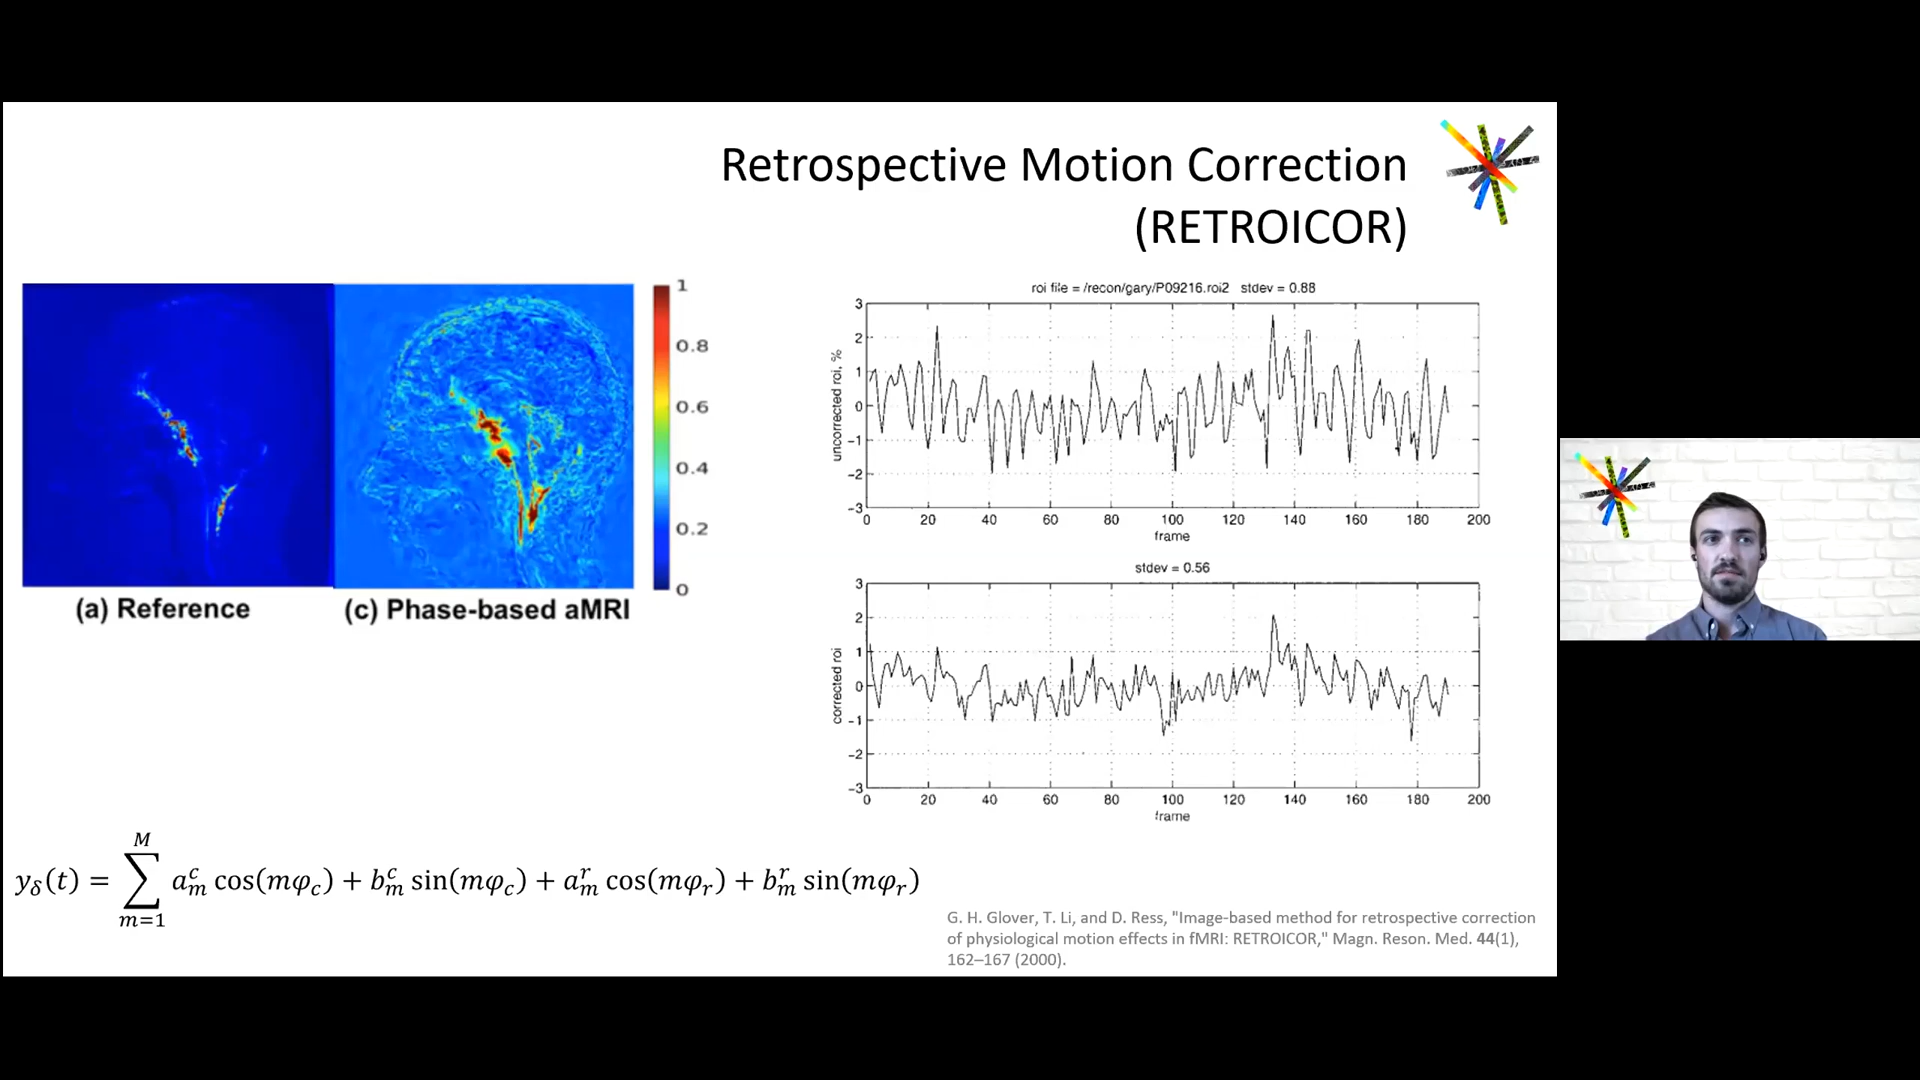 Retrospective Motion Correction
(RETROICOR)
1
0.8
0.6
0.4
0.2
0
(a) Reference
(c) Phase-based aMRI
roi file = /recon/gary/P09216.roi2 stdev = 0.88
uncorrected roi, %
3
2
1
0
−1
−2
−3
0 20 40 60 80 100 120 140 160 180 200
frame
stdev = 0.56
corrected roi
3
2
1
0
−1
−2
−3
0 20 40 60 80 100 120 140 160 180 200
frame
y_δ(t) = ∑_{m=1}^{M} a_m^c cos(mφ_c) + b_m^c sin(mφ_c) + a_m^r cos(mφ_r) + b_m^r sin(mφ_r)
G. H. Glover, T. Li, and D. Ress, "Image-based method for retrospective correction
of physiological motion effects in fMRI: RETROICOR," Magn. Reson. Med. 44(1),
162–167 (2000).